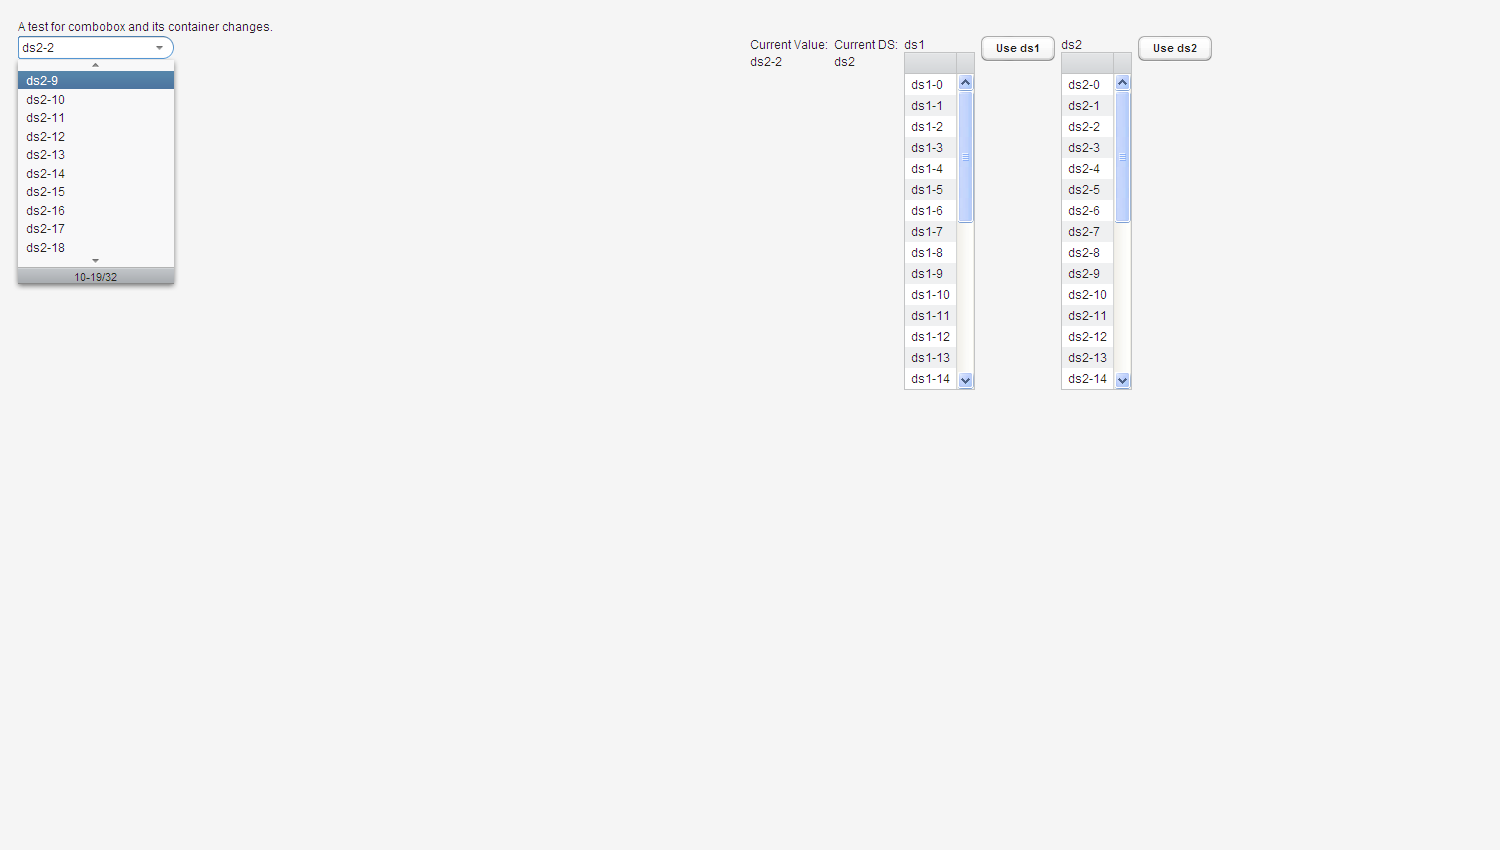 A test for combobox and its container changes.
ds2-2
ds2-9
ds2-10
ds2-11
ds2-12
ds2-13
ds2-14
ds2-15
ds2-16
ds2-17
ds2-18
10-19/32
Current Value:
ds2-2
Current DS:
ds2
ds1
ds1-0
ds1-1
ds1-2
ds1-3
ds1-4
ds1-5
ds1-6
ds1-7
ds1-8
ds1-9
ds1-10
ds1-11
ds1-12
ds1-13
ds1-14
Use ds1
ds2
ds2-0
ds2-1
ds2-2
ds2-3
ds2-4
ds2-5
ds2-6
ds2-7
ds2-8
ds2-9
ds2-10
ds2-11
ds2-12
ds2-13
ds2-14
Use ds2